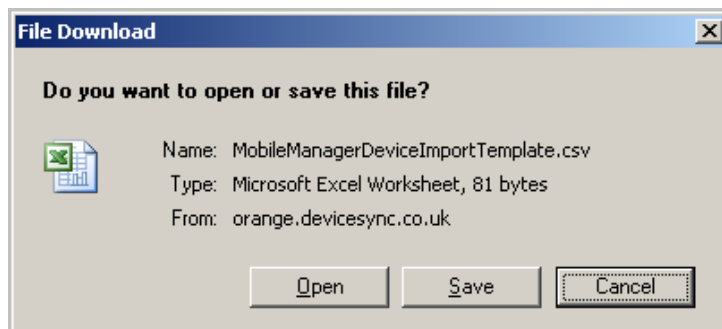 File Download
Do you want to open or save this file?
Name: MobileManagerDeviceImportTemplate.csv
Type: Microsoft Excel Worksheet, 81 bytes
From: orange.devicesync.co.uk
Open Save Cancel